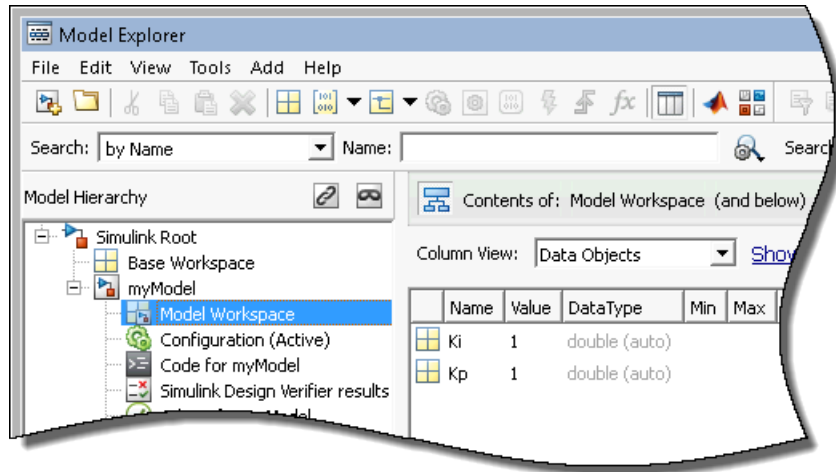 Model Explorer
File Edit View Tools Add Help
fx
Search: by Name Name: Search
Model Hierarchy
Contents of: Model Workspace (and below)
Simulink Root
Base Workspace
myModel
Model Workspace
Configuration (Active)
Code for myModel
Simulink Design Verifier results
Column View: Data Objects Show
Name Value DataType Min Max
Ki 1 double (auto)
Kp 1 double (auto)